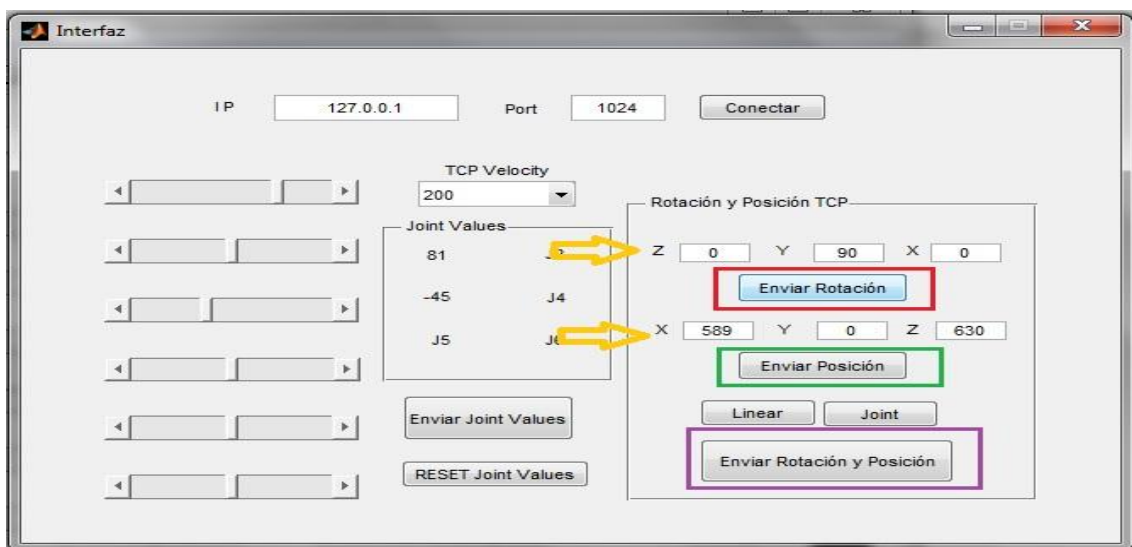 Interfaz
IP 127.0.0.1 Port 1024 Conectar
TCP Velocity
200
Joint Values
81
-45 J4
J5
Enviar Joint Values
RESET Joint Values
Rotación y Posición TCP
Z 0 Y 90 X 0
Enviar Rotación
X 589 Y 0 Z 630
Enviar Posición
Linear Joint
Enviar Rotación y Posición